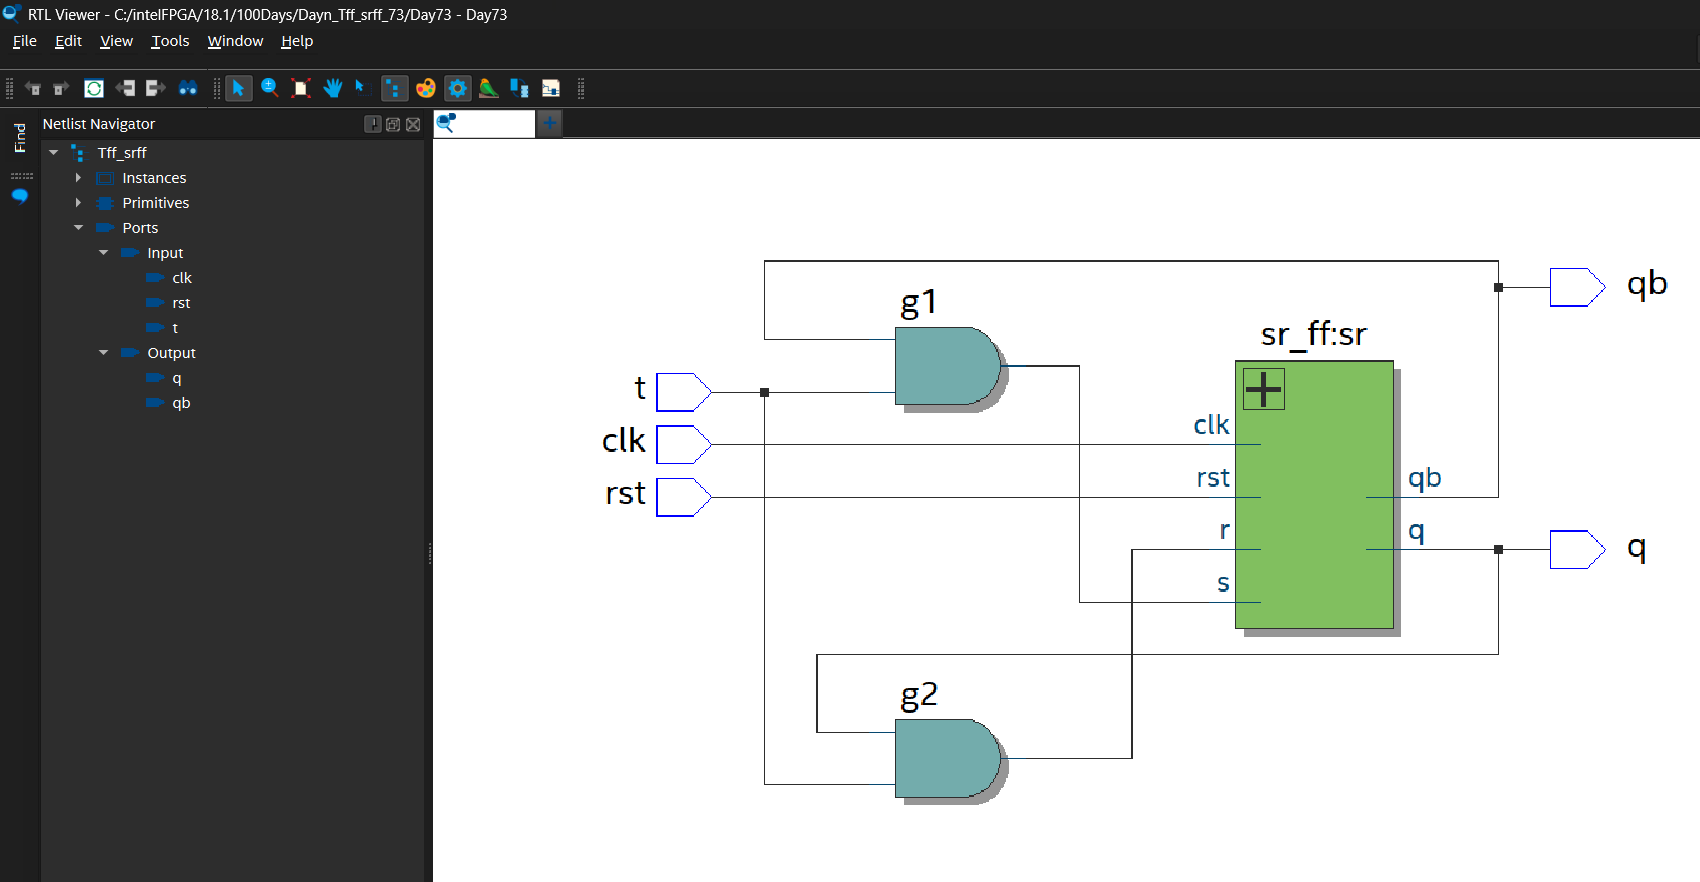 RTL Viewer - C:/intelFPGA/18.1/100Days/Dayn_Tff_srff_73/Day73 - Day73
File Edit View Tools Window Help
Find
Netlist Navigator
Tff_srff
Instances
Primitives
Ports
Input
clk
rst
t
Output
q
qb
g1
qb
sr_ff:sr
t
clk
clk
rst
rst
qb
r
q
q
s
g2